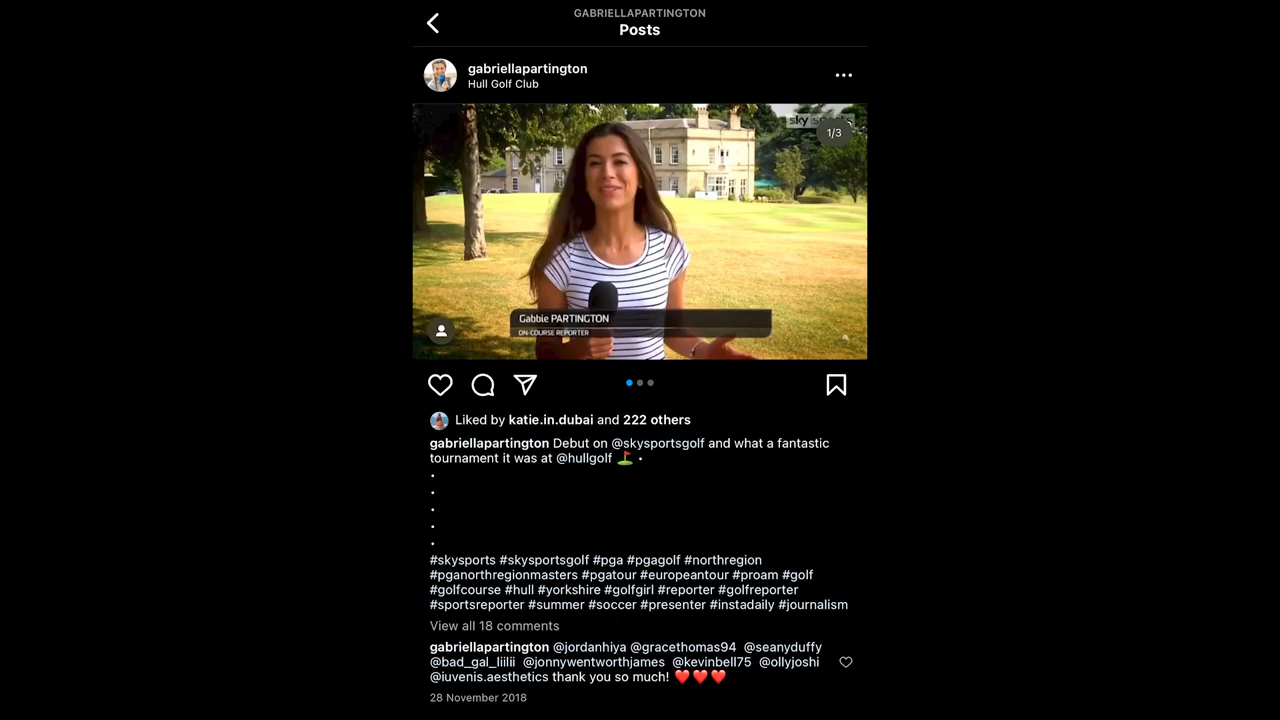 GABRIELLAPARTINGTON
Posts
gabriellapartington
Hull Golf Club
sky sports
1/3
Gabbie PARTINGTON
ON-COURSE REPORTER
Liked by katie.in.dubai and 222 others
gabriellapartington Debut on @skysportsgolf and what a fantastic
tournament it was at @hullgolf ⛳ •
•
•
•
•
•
#skysports #skysportsgolf #pga #pgagolf #northregion
#pganorthregionmasters #pgatour #europeantour #proam #golf
#golfcourse #hull #yorkshire #golfgirl #reporter #golfreporter
#sportsreporter #summer #soccer #presenter #instadaily #journalism
View all 18 comments
gabriellapartington @jordanhiya @gracethomas94 @seanyduffy
@bad_gal_liilii @jonnywentworthjames @kevinbell75 @ollyjoshi
@iuvenis.aesthetics thank you so much! ❤️❤️❤️
28 November 2018